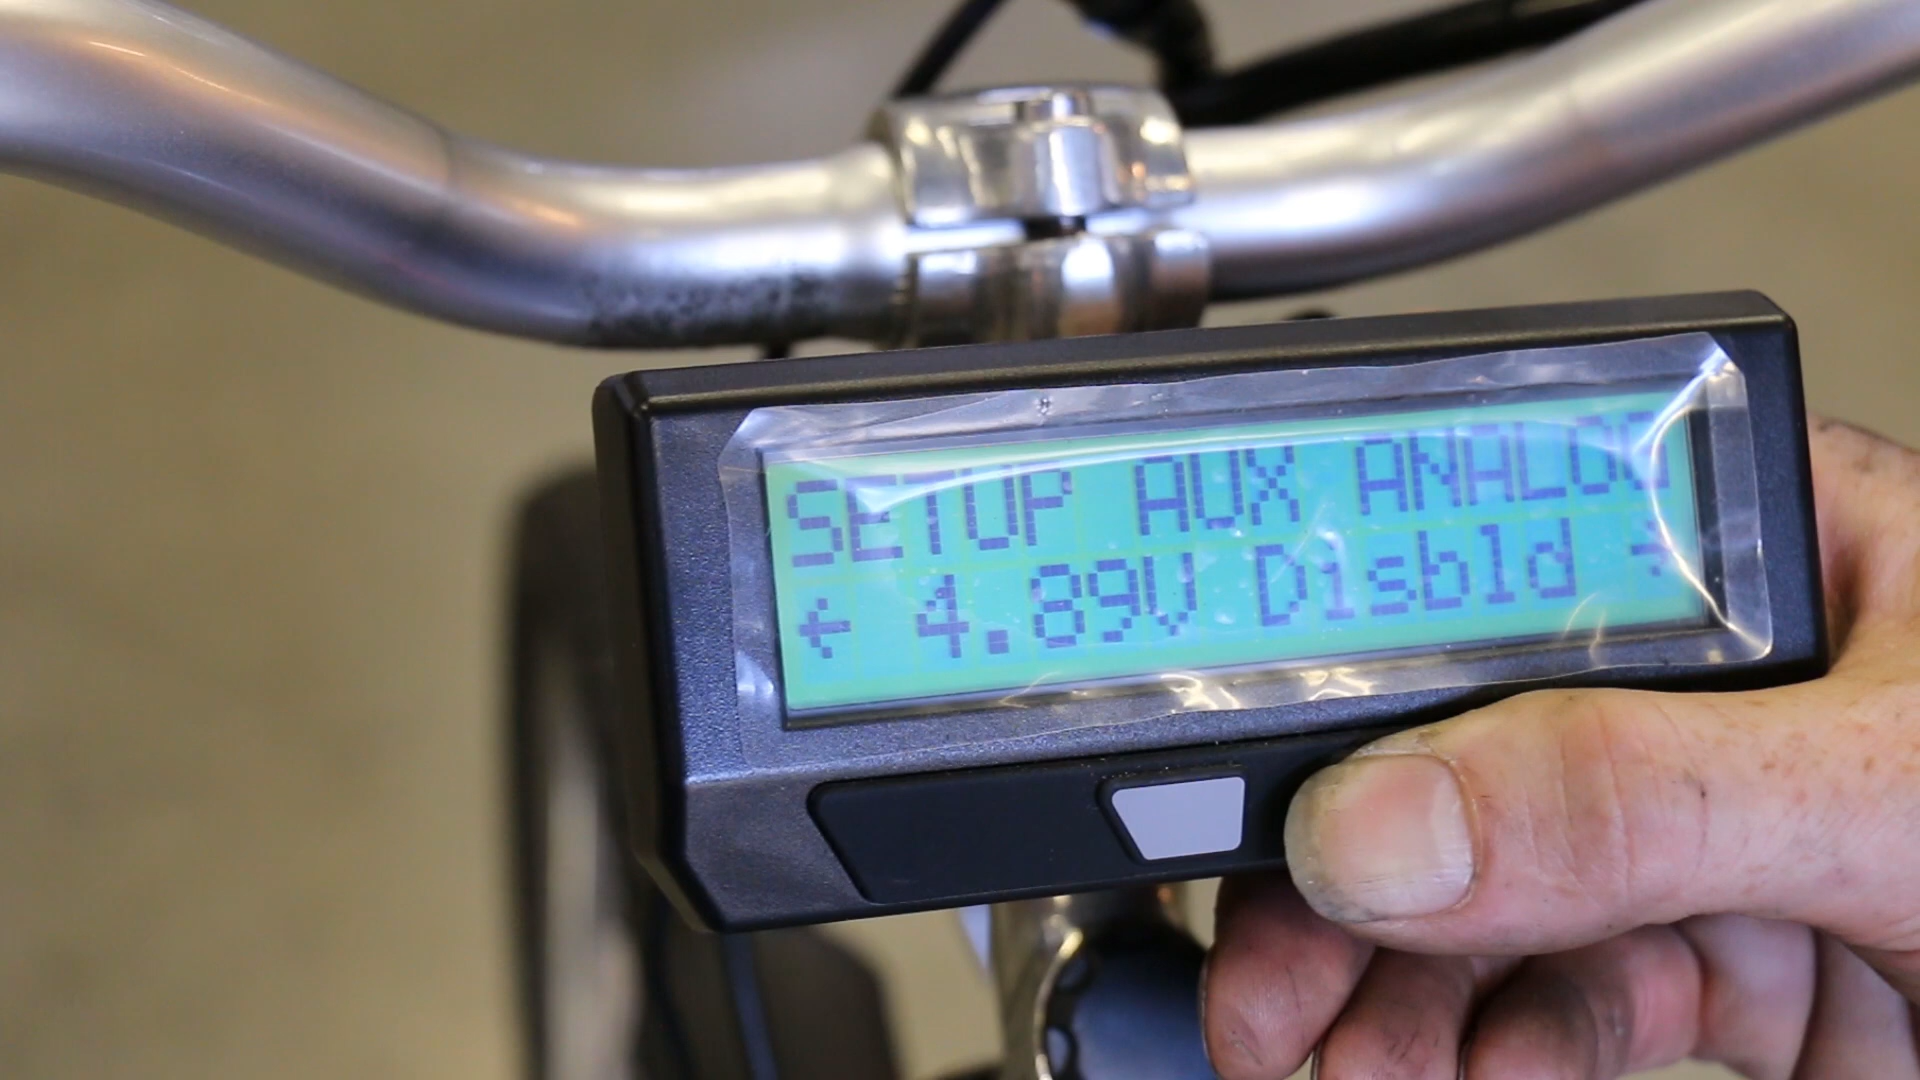 SETUP AUX ANALOG
← 4.89V Disbld →